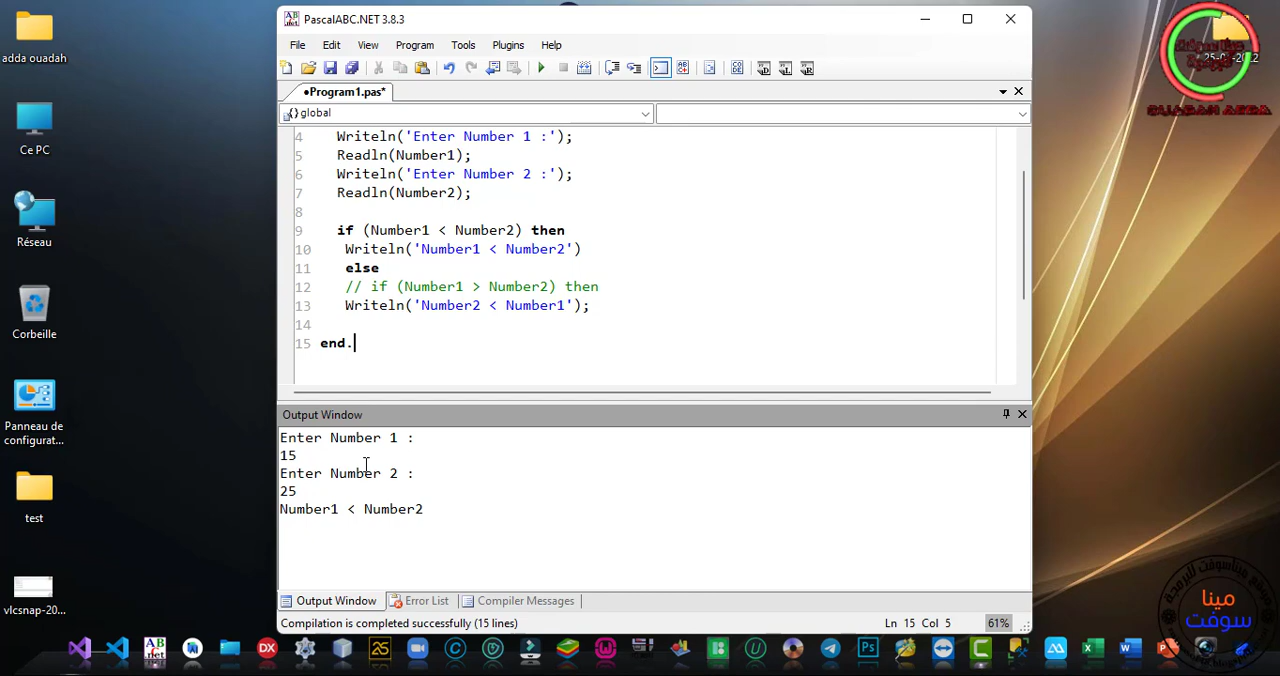 adda ouadah
Ce PC
Réseau
Corbeille
Panneau de
configurat...
test
vlcsnap-20...
PascalABC.NET 3.8.3
File Edit View Program Tools Plugins Help
•Program1.pas*
{} global
4 Writeln('Enter Number 1 :');
5 Readln(Number1);
6 Writeln('Enter Number 2 :');
7 Readln(Number2);
8
9 if (Number1 < Number2) then
10 Writeln('Number1 < Number2')
11 else
12 // if (Number1 > Number2) then
13 Writeln('Number2 < Number1');
14
15 end.
Output Window
Enter Number 1 :
15
Enter Number 2 :
25
Number1 < Number2
Output Window Error List Compiler Messages
Compilation is completed successfully (15 lines) Ln 15 Col 5 61%
مينا
سوفت